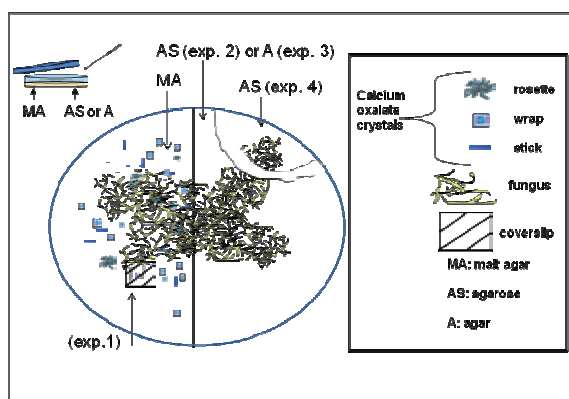 AS (exp. 2) or A (exp. 3)
MA
AS (exp. 4)
MA
AS or A
(exp.1)
Calcium
oxalate
crystals
rosette
wrap
stick
fungus
coverslip
MA: malt agar
AS: agarose
A: agar